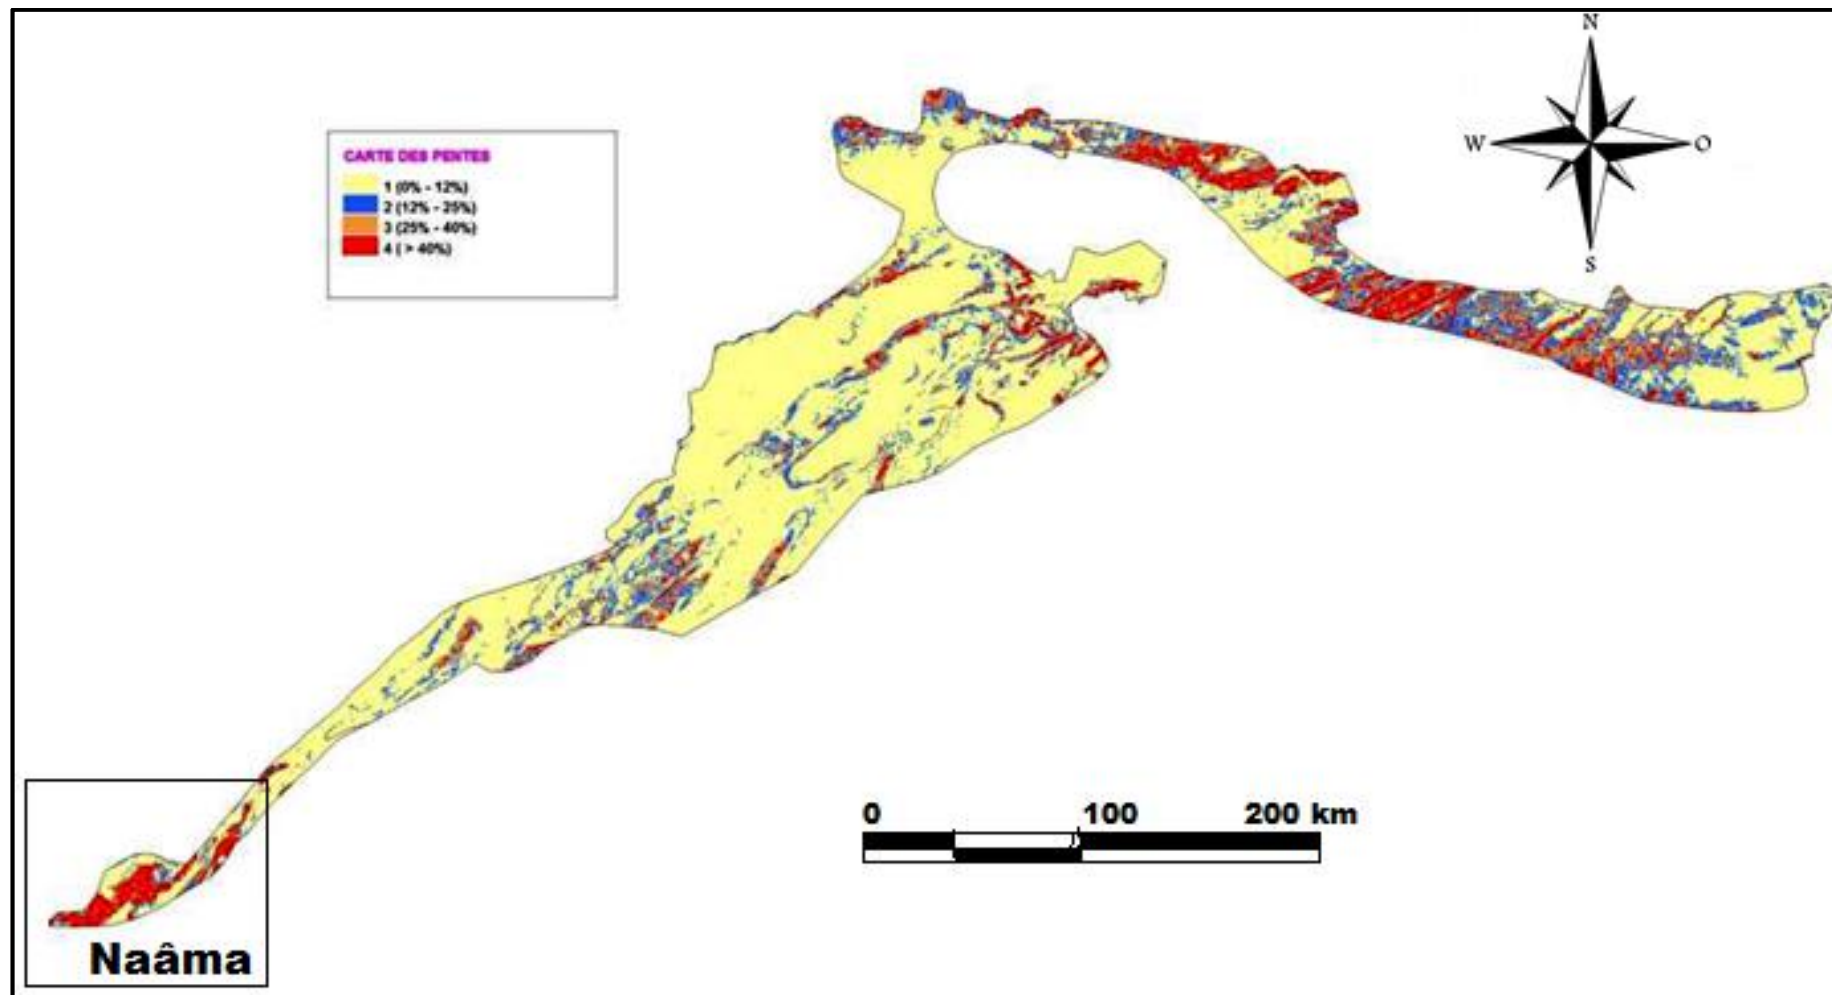 N
W
O
S
CARTE DES PENTES
1 (0% - 12%)
2 (12% - 25%)
3 (25% - 40%)
4 ( > 40%)
0 100 200 km
Naâma